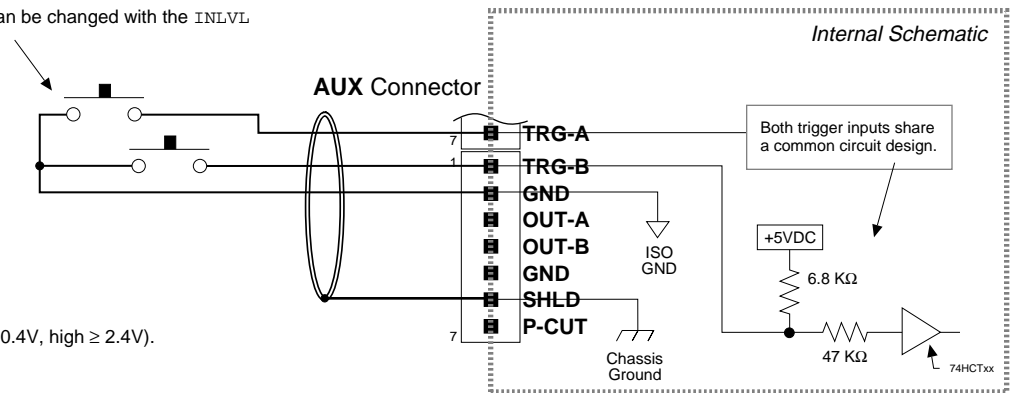 an be changed with the INLVL
Internal Schematic
AUX Connector
7
TRG-A
1
TRG-B
GND
OUT-A
OUT-B
GND
SHLD
P-CUT
7
ISO
GND
Chassis
Ground
Both trigger inputs share
a common circuit design.
+5VDC
6.8 KΩ
47 KΩ
74HCTxx
0.4V, high ≥ 2.4V).